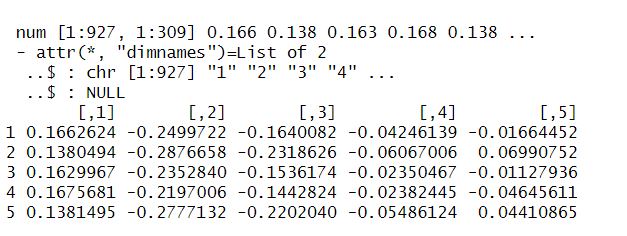 num [1:927, 1:309] 0.166 0.138 0.163 0.168 0.138 ...
- attr(*, "dimnames")=List of 2
..$ : chr [1:927] "1" "2" "3" "4" ...
..$ : NULL
[,1] [,2] [,3] [,4] [,5]
1 0.1662624 -0.2499722 -0.1640082 -0.04246139 -0.01664452
2 0.1380494 -0.2876658 -0.2318626 -0.06067006 0.06990752
3 0.1629967 -0.2352840 -0.1536174 -0.02350467 -0.01127936
4 0.1675681 -0.2197006 -0.1442824 -0.02382445 -0.04645611
5 0.1381495 -0.2777132 -0.2202040 -0.05486124 0.04410865